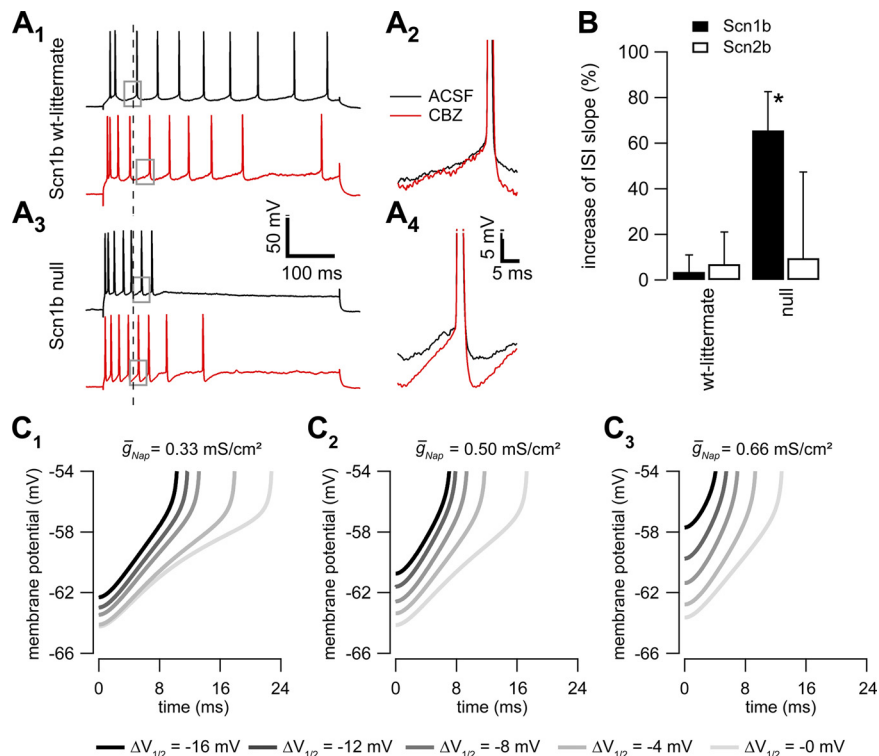 A1
Scn1b wt-littermate
A2
ACSF
CBZ
A3
Scn1b null
50 mV
100 ms
A4
5 mV
5 ms
B
Scn1b
Scn2b
increase of ISI slope (%)
100
80
60
40
20
0
*
wt-littermate
null
C1
g̅Nap = 0.33 mS/cm²
membrane potential (mV)
-54
-58
-62
-66
0 8 16 24
time (ms)
C2
g̅Nap = 0.50 mS/cm²
membrane potential (mV)
-54
-58
-62
-66
0 8 16 24
time (ms)
C3
g̅Nap = 0.66 mS/cm²
membrane potential (mV)
-54
-58
-62
-66
0 8 16 24
time (ms)
ΔV1/2 = -16 mV ΔV1/2 = -12 mV ΔV1/2 = -8 mV ΔV1/2 = -4 mV ΔV1/2 = -0 mV